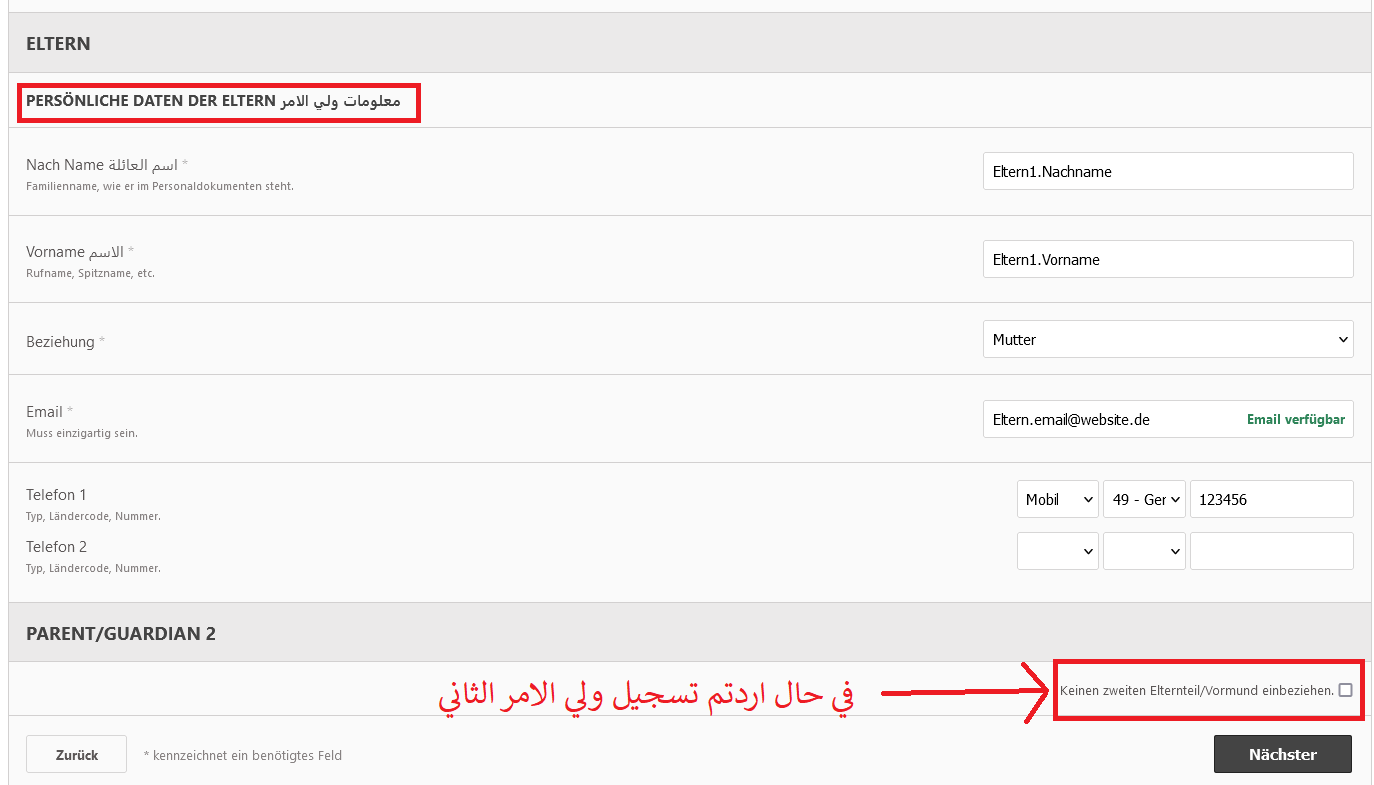 ELTERN
PERSÖNLICHE DATEN DER ELTERN معلومات ولي الامر
Nach Name اسم العائلة *
Familienname, wie er im Personaldokumenten steht.
Eltern1.Nachname
Vorname الاسم *
Rufname, Spitzname, etc.
Eltern1.Vorname
Beziehung *
Mutter
Email *
Muss einzigartig sein.
Eltern.email@website.de Email verfügbar
Telefon 1
Typ, Ländercode, Nummer.
Mobil 49 - Ger 123456
Telefon 2
Typ, Ländercode, Nummer.
PARENT/GUARDIAN 2
في حال اردتم تسجيل ولي الامر الثاني
Keinen zweiten Elternteil/Vormund einbeziehen.
Zurück * kennzeichnet ein benötigtes Feld Nächster